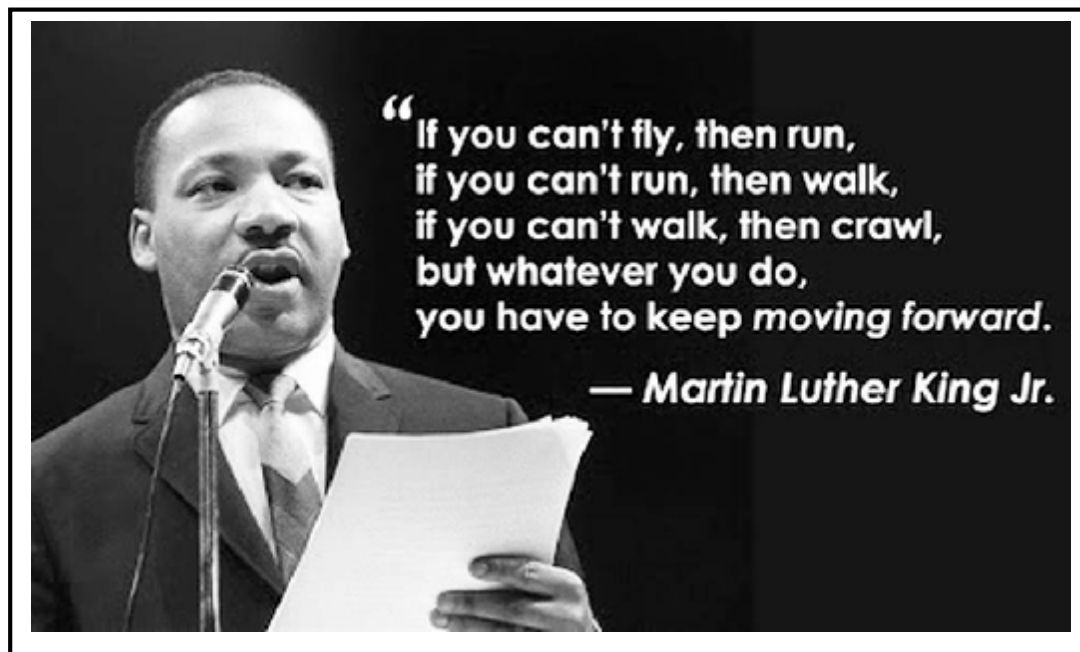 “If you can't fly, then run,
if you can't run, then walk,
if you can't walk, then crawl,
but whatever you do,
you have to keep moving forward.
— Martin Luther King Jr.